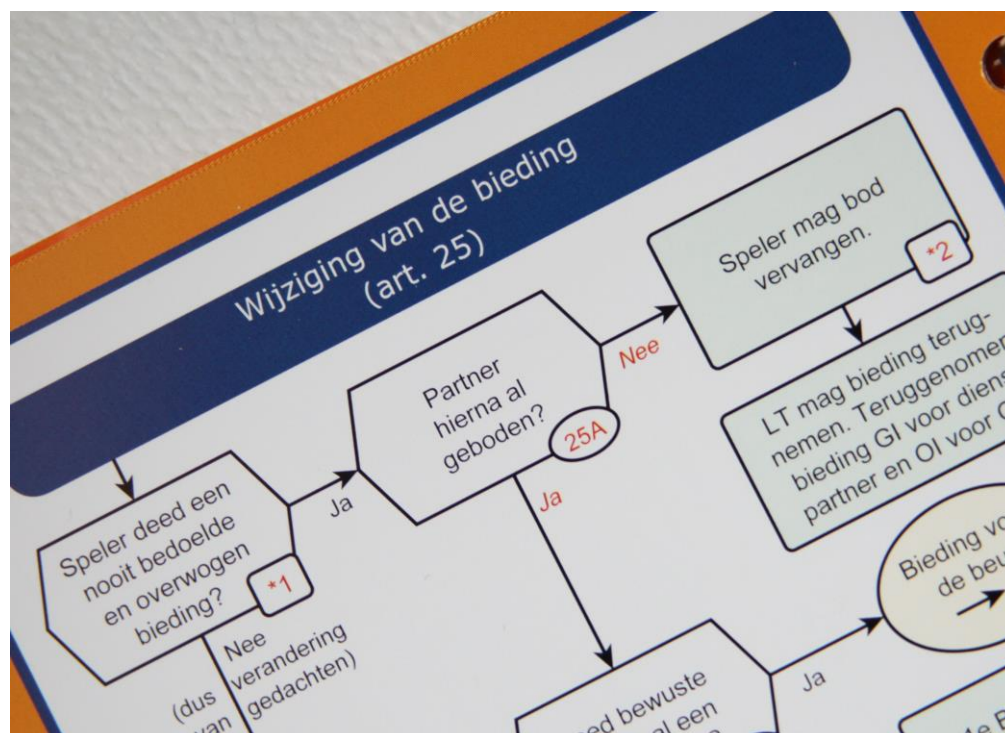 Wijziging van de bieding
(art. 25)
Speler deed een
nooit bedoelde
en overwogen
bieding?
*1
Ja
Nee
(dus verandering
van gedachten)
Partner
hierna al
geboden?
25A
Nee
Ja
Speler mag bod
vervangen.
*2
LT mag bieding terug-
nemen. Teruggenomen
bieding GI voor
partner en OI voor
Bieding
de
Ja
bewuste
een